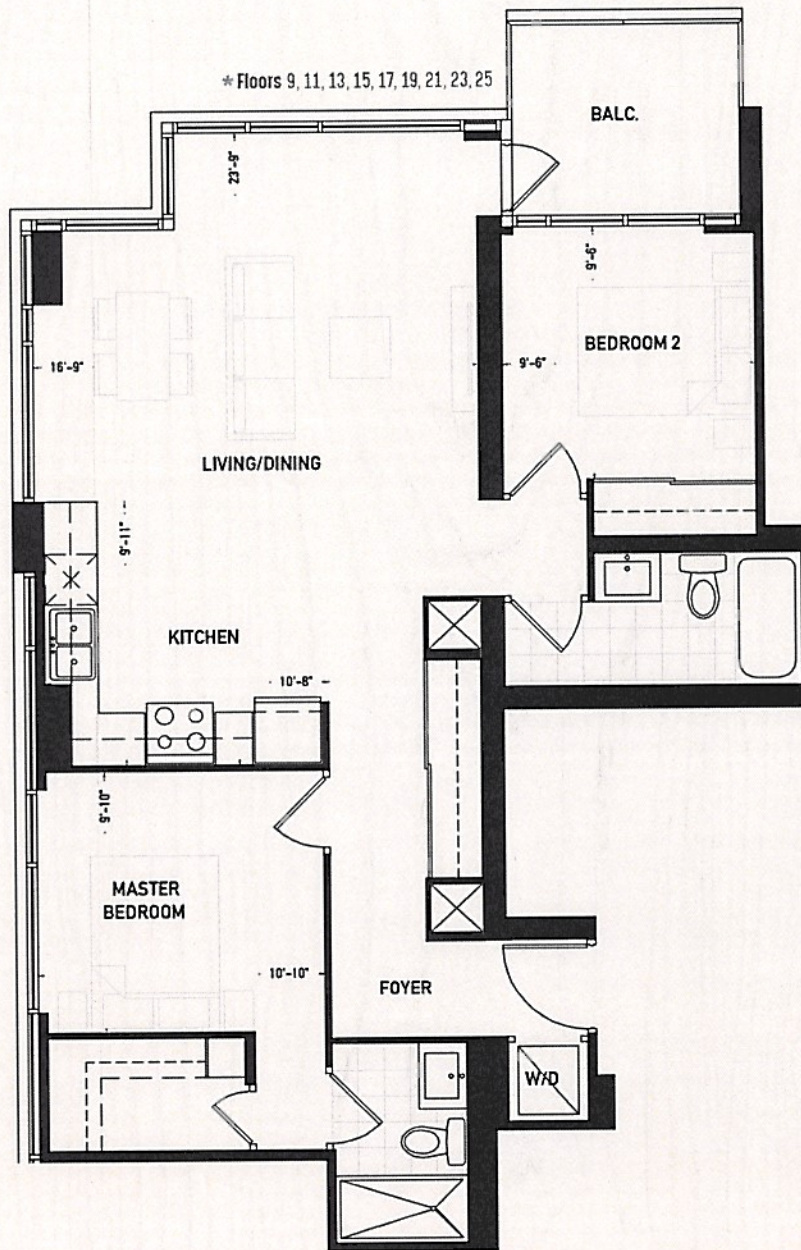 * Floors 9, 11, 13, 15, 17, 19, 21, 23, 25
BALC.
23'-9"
9'-6"
BEDROOM 2
16'-9"
9'-6"
LIVING/DINING
9'-11"
KITCHEN
10'-8"
9'-10"
MASTER
BEDROOM
10'-10"
FOYER
W/D